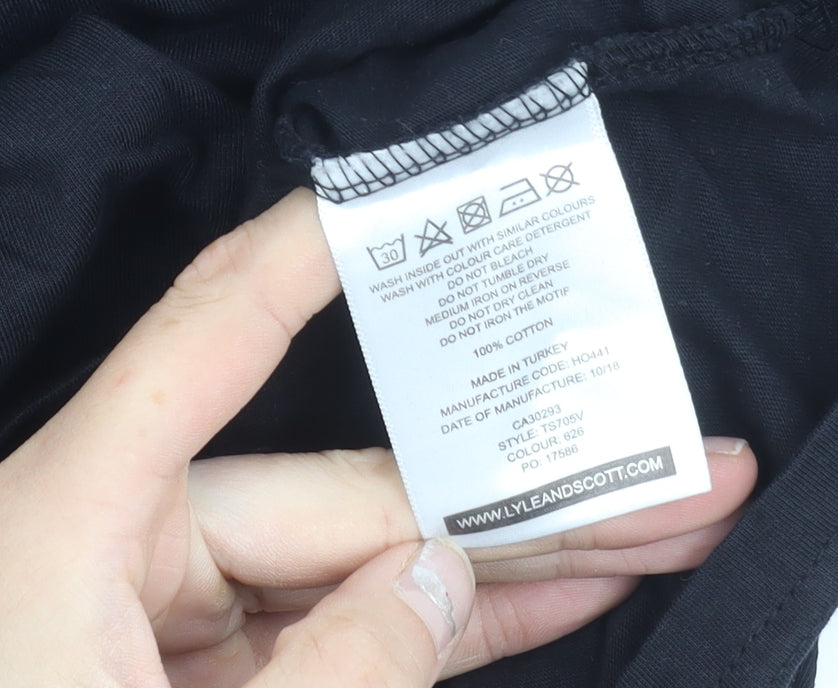 30
WASH INSIDE OUT WITH SIMILAR COLOURS
WASH WITH COLOUR CARE DETERGENT
DO NOT BLEACH
DO NOT TUMBLE DRY
MEDIUM IRON ON REVERSE
DO NOT DRY CLEAN
DO NOT IRON THE MOTIF
100% COTTON
MADE IN TURKEY
MANUFACTURE CODE: HO441
DATE OF MANUFACTURE: 10/18
CA30293
STYLE: TS705V
COLOUR: 626
PO: 17586
WWW.LYLEANDSCOTT.COM